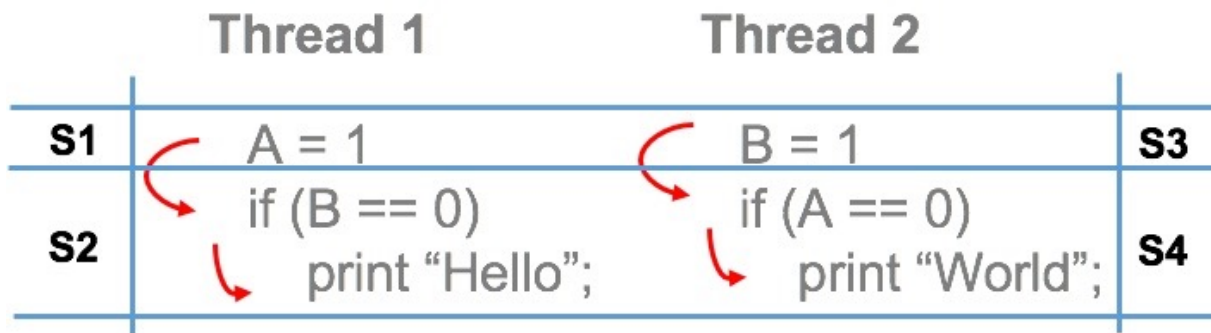 Thread 1 Thread 2
S1 A = 1 B = 1 S3
if (B == 0) if (A == 0)
S2 S4
print “Hello”; print “World”;